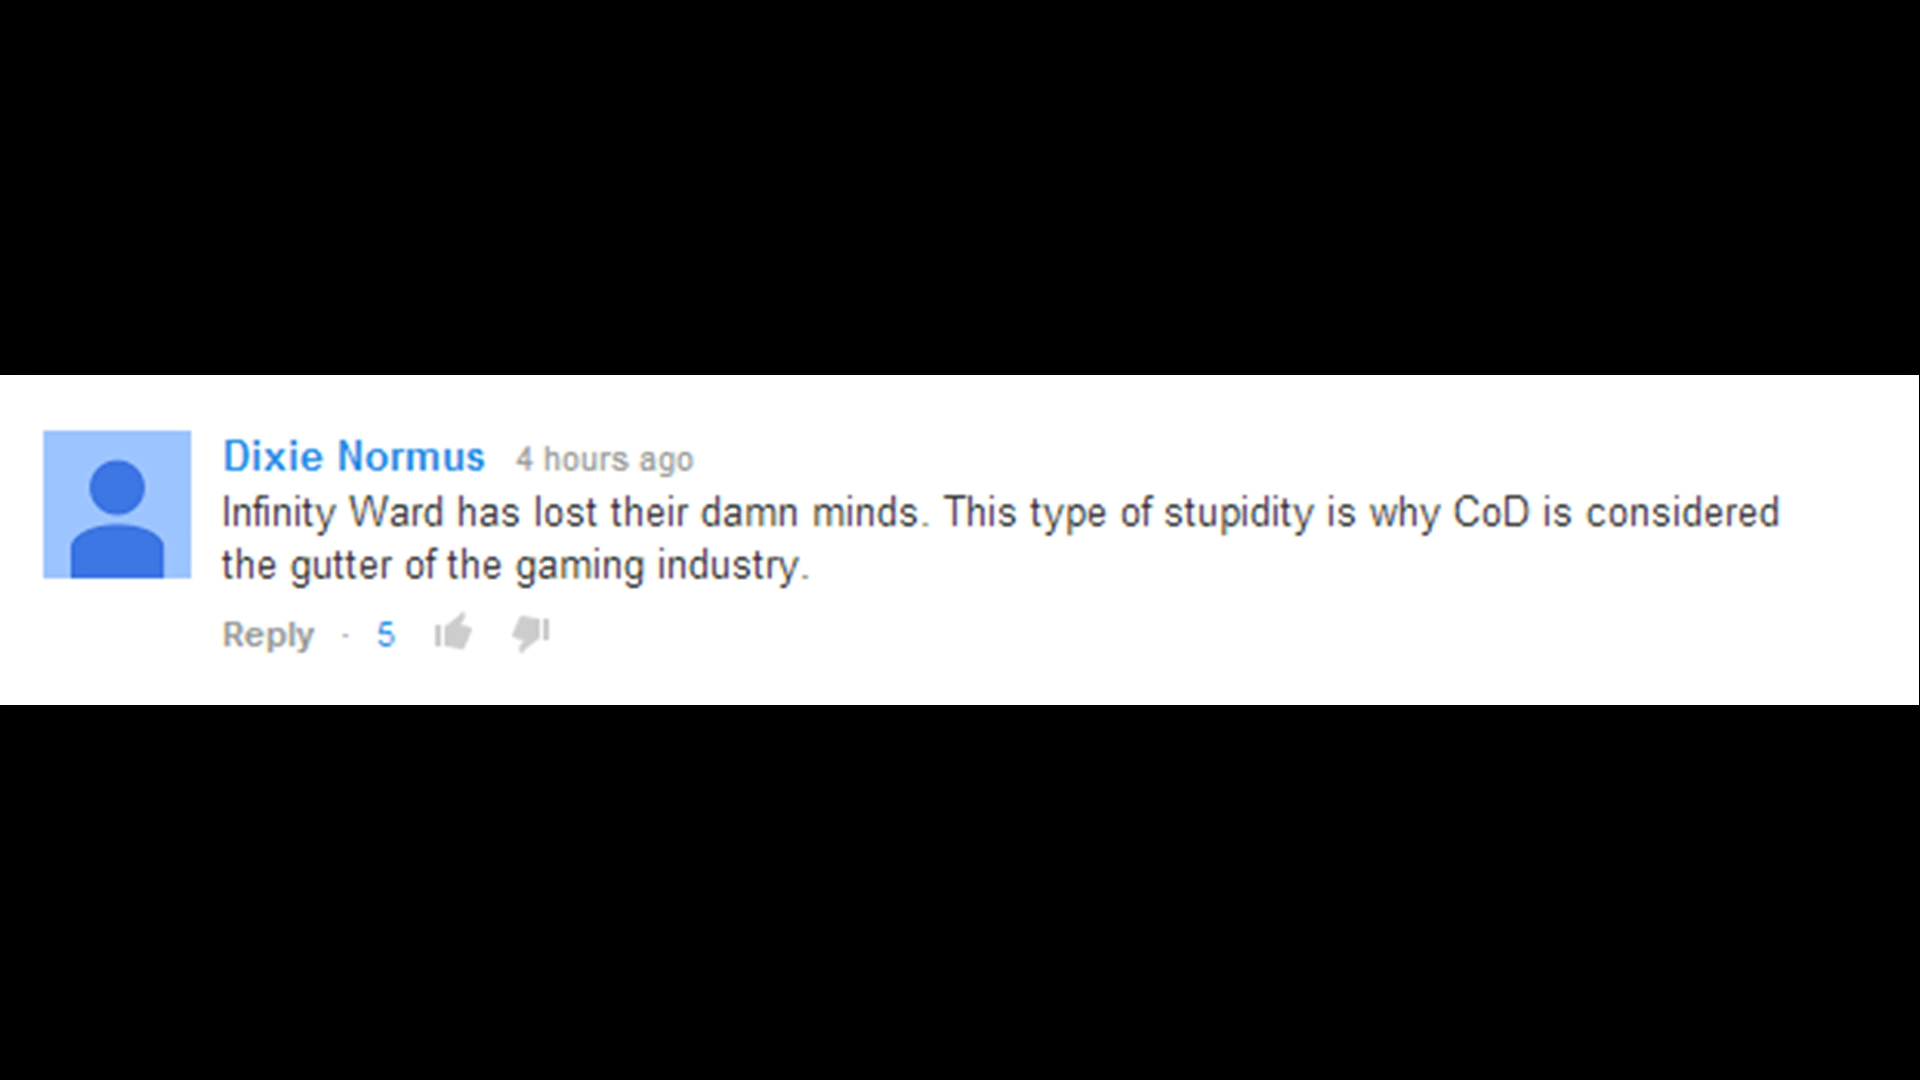 Dixie Normus 4 hours ago
Infinity Ward has lost their damn minds. This type of stupidity is why CoD is considered
the gutter of the gaming industry.
Reply · 5